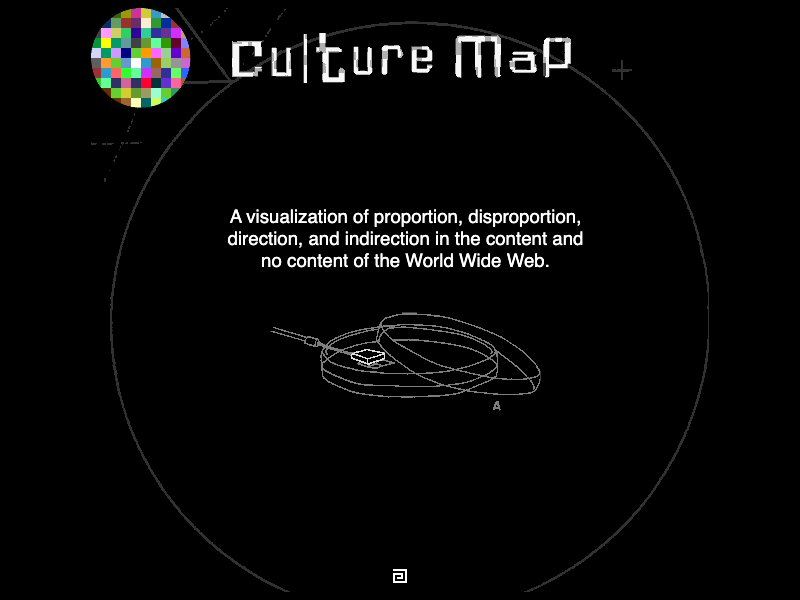 Culture Map
A visualization of proportion, disproportion,
direction, and indirection in the content and
no content of the World Wide Web.
A